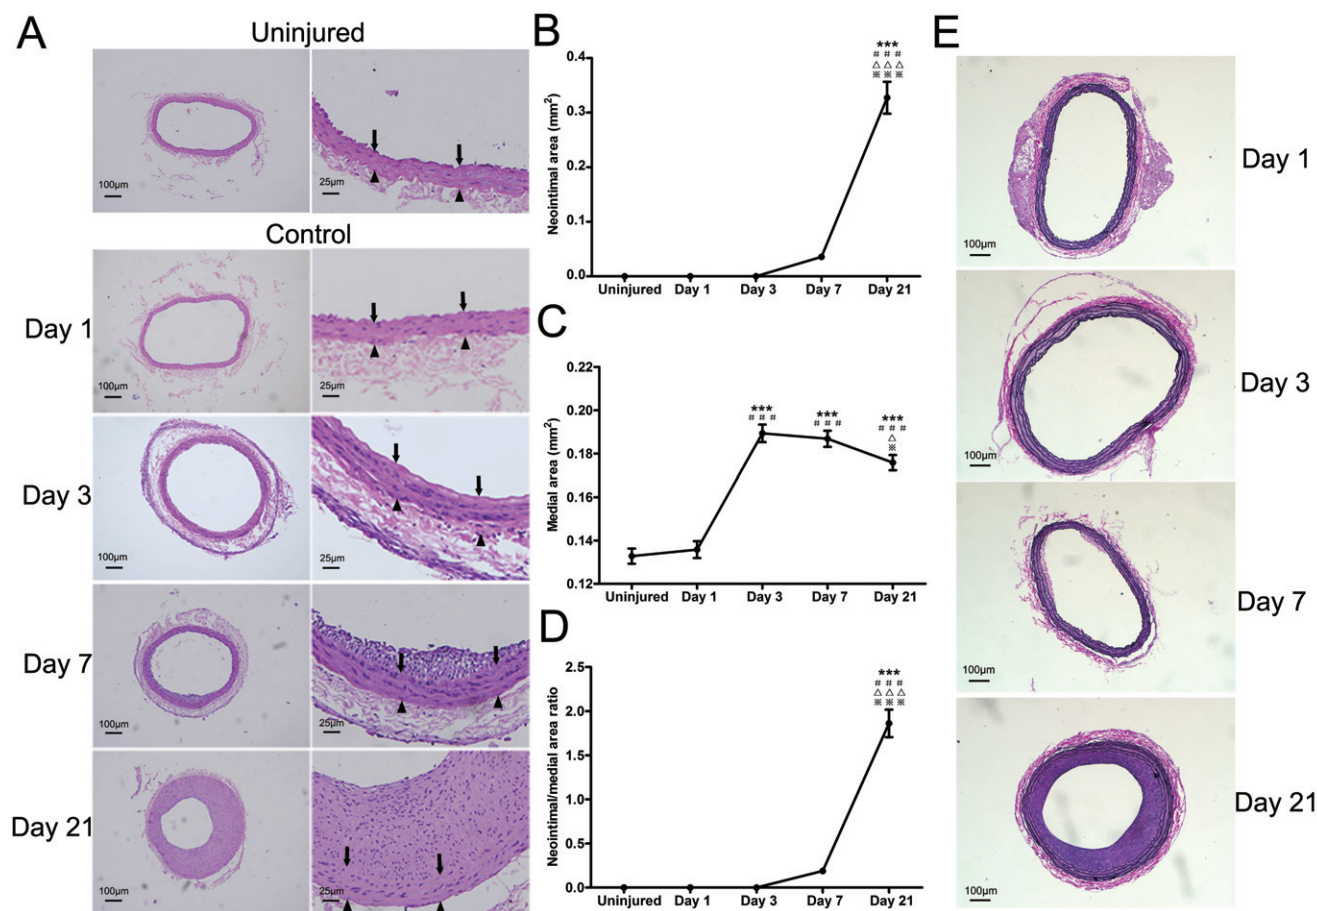 A
Uninjured
100µm
25µm
Control
Day 1
100µm
25µm
Day 3
100µm
25µm
Day 7
100µm
25µm
Day 21
100µm
25µm
B
Neointimal area (mm²)
0.4
0.3
0.2
0.1
0.0
***
# # #
△ △ △
※ ※ ※
Uninjured Day 1 Day 3 Day 7 Day 21
C
Medial area (mm²)
0.22
0.20
0.18
0.16
0.14
0.12
***
# # #
***
# # #
***
# # #
△
※
Uninjured Day 1 Day 3 Day 7 Day 21
D
Neointimal/medial area ratio
2.5
2.0
1.5
1.0
0.5
0.0
***
# # #
△ △ △
※ ※ ※
Uninjured Day 1 Day 3 Day 7 Day 21
E
100µm
Day 1
100µm
Day 3
100µm
Day 7
100µm
Day 21